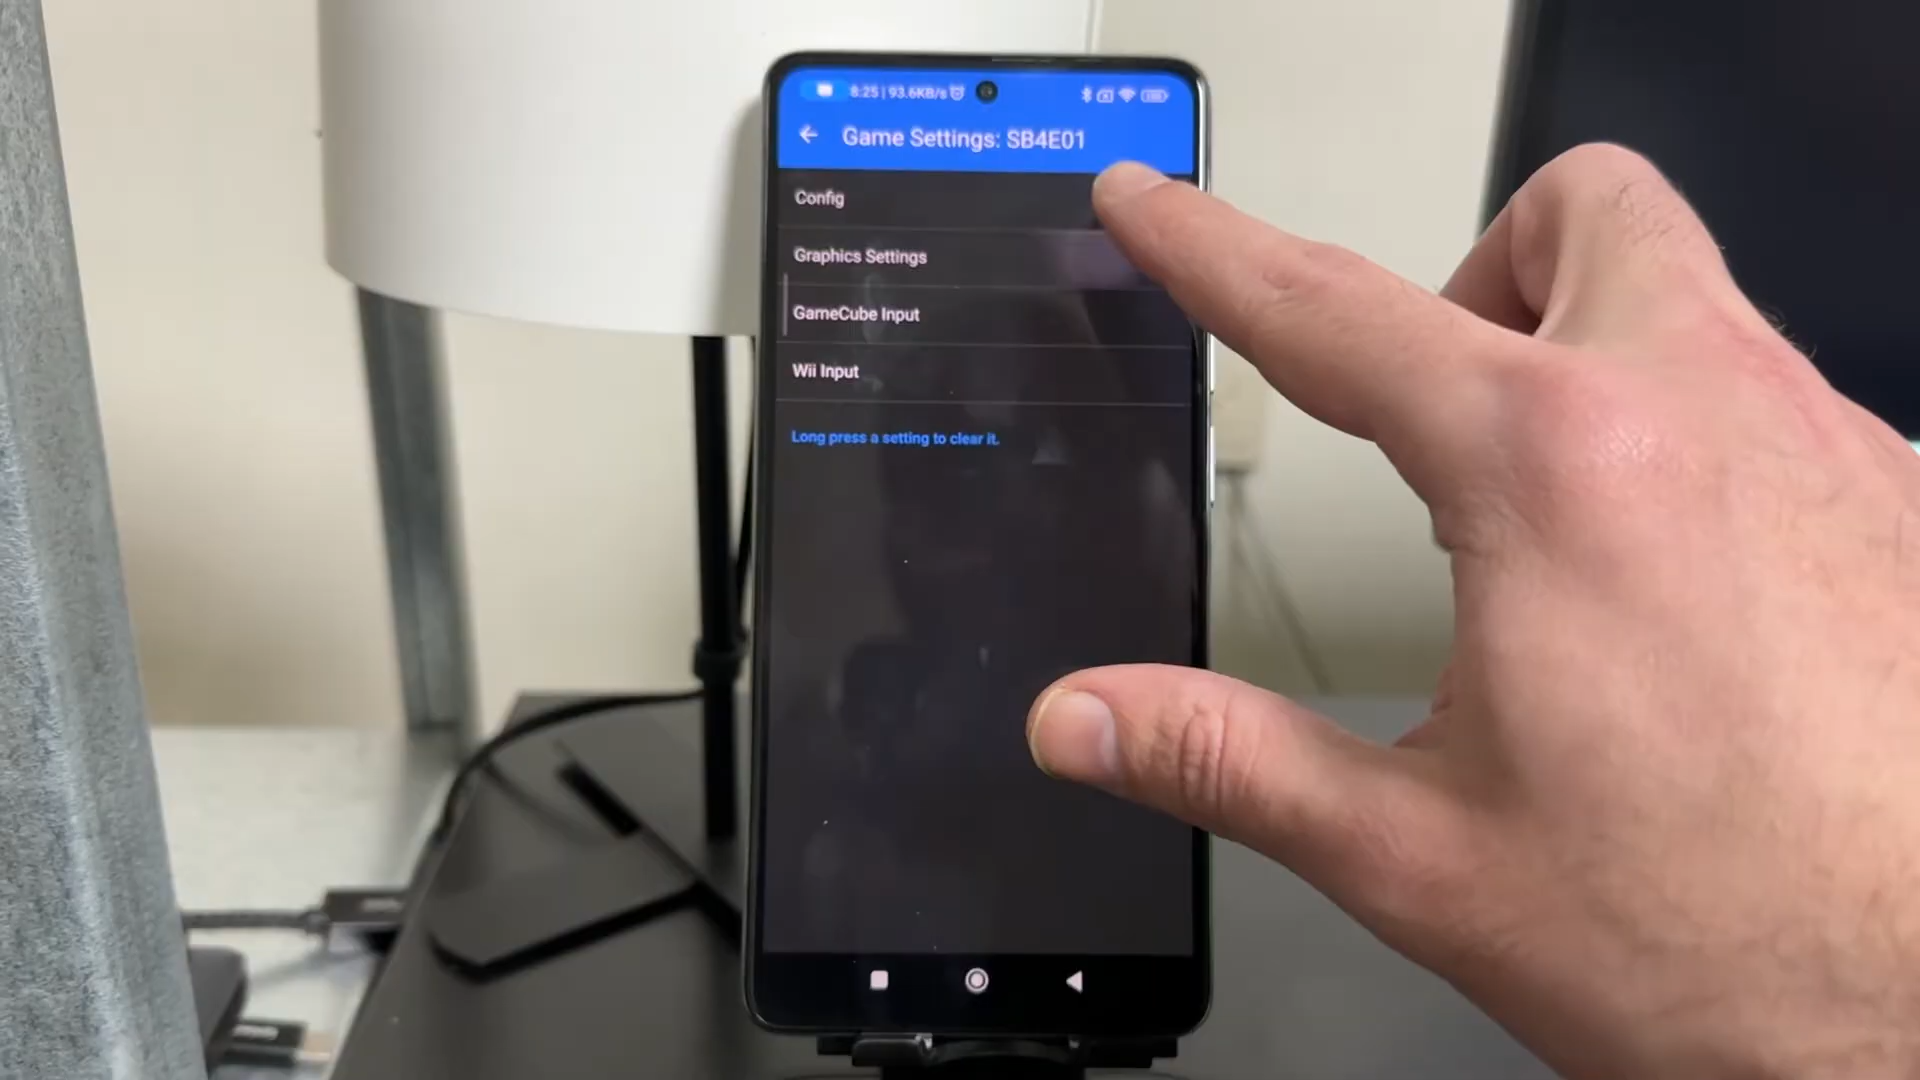 8:25 | 93.6KB/s
Game Settings: SB4E01
Config
Graphics Settings
GameCube Input
Wii Input
Long press a setting to clear it.